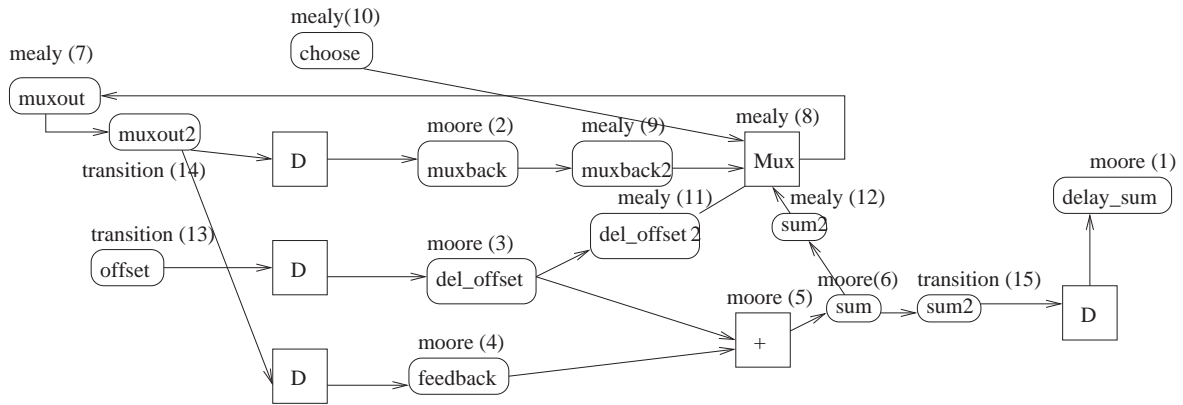 mealy(10)
choose
mealy (7)
muxout
muxout2
transition (14)
D
moore (2)
muxback
mealy (9)
muxback2
mealy (8)
Mux
moore (1)
delay_sum
mealy (11)
del_offset 2
mealy (12)
sum2
transition (13)
offset
D
moore (3)
del_offset
moore (5)
+
moore(6)
sum
transition (15)
sum2
D
D
moore (4)
feedback